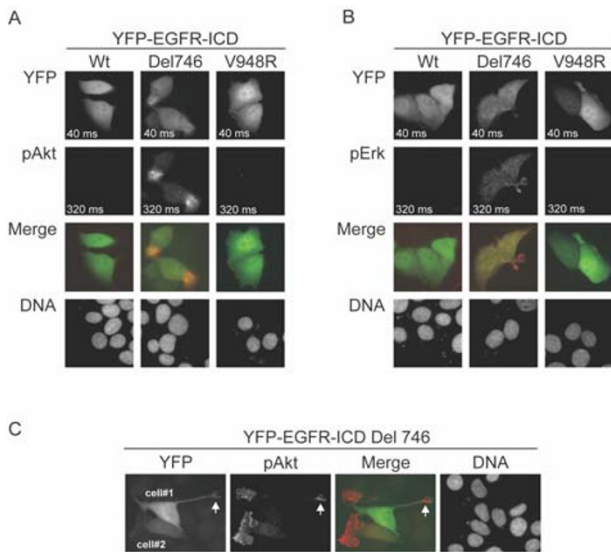 A
YFP-EGFR-ICD
Wt Del746 V948R
YFP
40 ms 40 ms 40 ms
pAkt
320 ms 320 ms 320 ms
Merge
DNA
B
YFP-EGFR-ICD
Wt Del746 V948R
YFP
40 ms 40 ms 40 ms
pErk
320 ms 320 ms 320 ms
Merge
DNA
C
YFP-EGFR-ICD Del 746
YFP pAkt Merge DNA
cell#1
cell#2